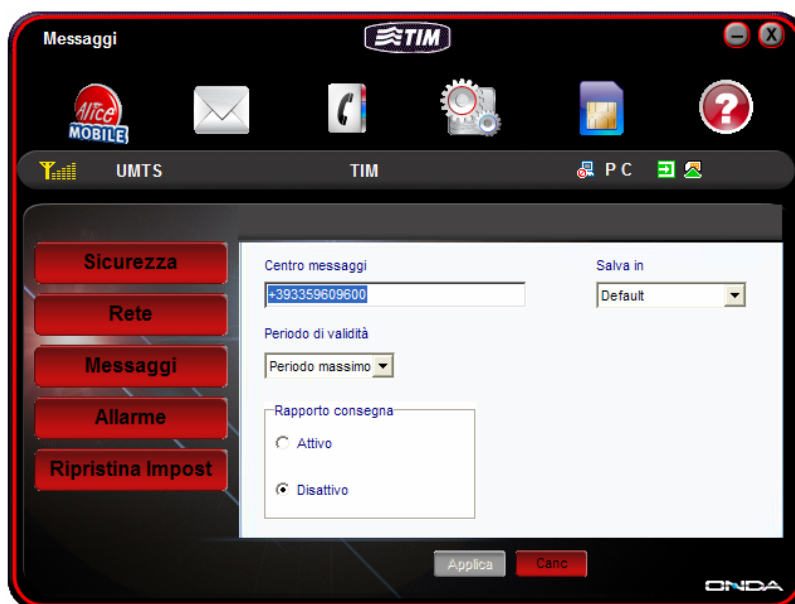 Messaggi
TIM
Alice
MOBILE
?
UMTS
TIM
PC
Sicurezza
Rete
Messaggi
Allarme
Ripristina Impost
Centro messaggi
Salva in
+393359609600
Default
Periodo di validità
Periodo massimo
Rapporto consegna
Attivo
Disattivo
Applica
Canc
ONDA